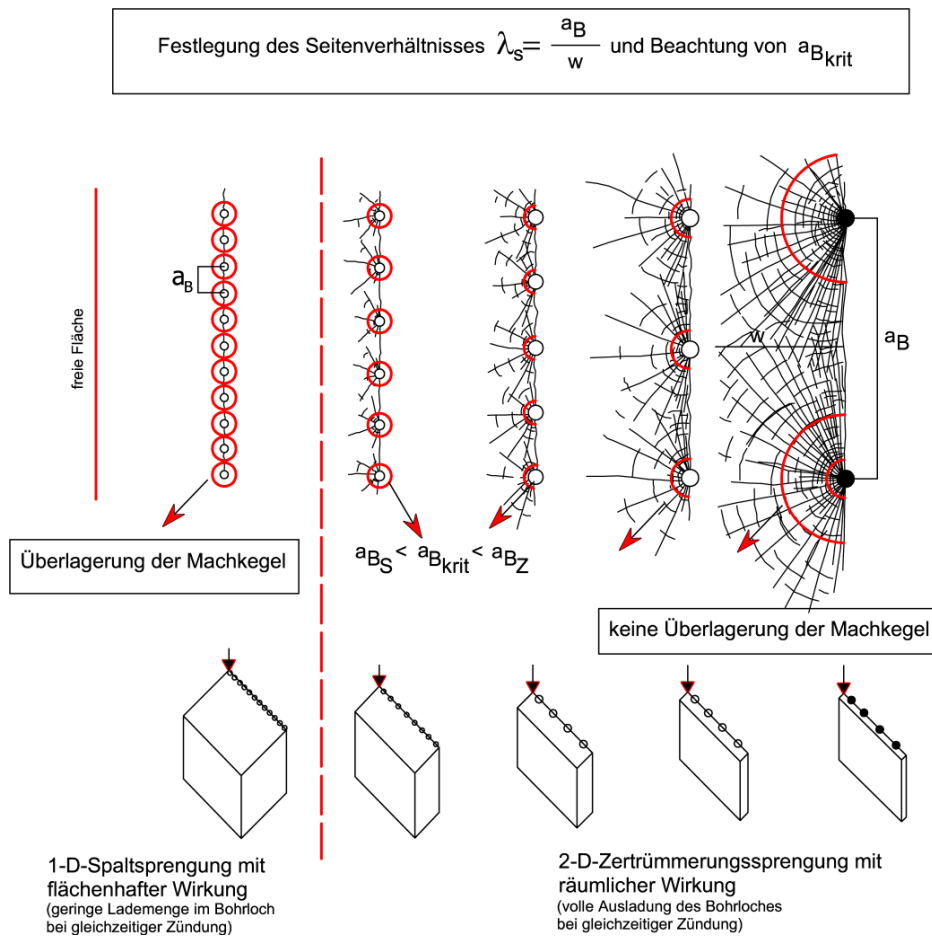 Festlegung des Seitenverhältnisses λs = aB / w und Beachtung von aBkrit
freie Fläche
aB
w
aB
Überlagerung der Machkegel
aBS < aBkrit < aBZ
keine Überlagerung der Machkegel
1-D-Spaltsprengung mit
flächenhafter Wirkung
(geringe Lademenge im Bohrloch
bei gleichzeitiger Zündung)
2-D-Zertrümmerungssprengung mit
räumlicher Wirkung
(volle Ausladung des Bohrloches
bei gleichzeitiger Zündung)